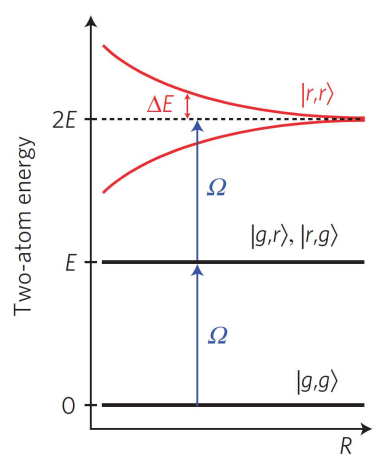 |r,r⟩
ΔE
2E
Ω
|g,r⟩, |r,g⟩
E
Ω
|g,g⟩
0
R
Two-atom energy